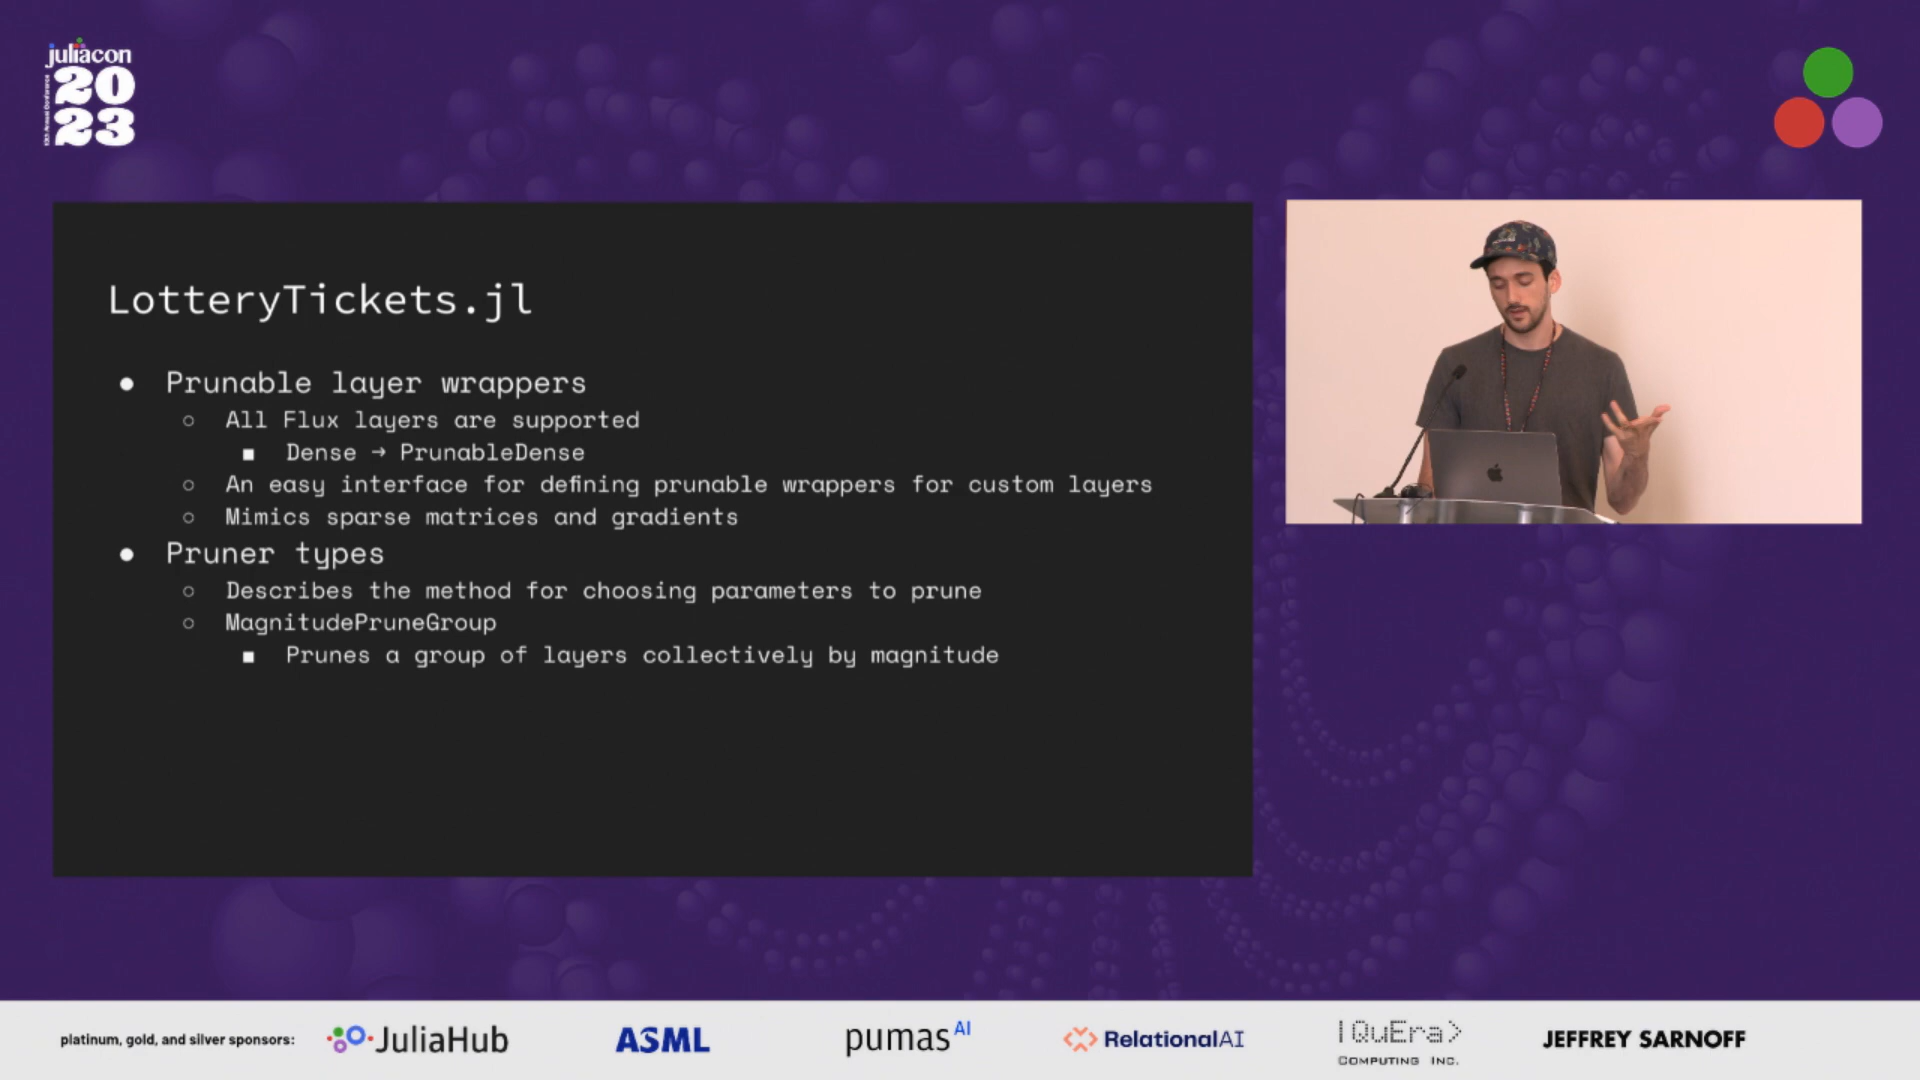 juliacon
20
23
LotteryTickets.jl
● Prunable layer wrappers
○ All Flux layers are supported
■ Dense → PrunableDense
○ An easy interface for defining prunable wrappers for custom layers
○ Mimics sparse matrices and gradients
● Pruner types
○ Describes the method for choosing parameters to prune
○ MagnitudePruneGroup
■ Prunes a group of layers collectively by magnitude
platinum, gold, and silver sponsors:
JuliaHub
ASML
pumasAI
RelationalAI
|QuEra>
COMPUTING INC.
JEFFREY SARNOFF